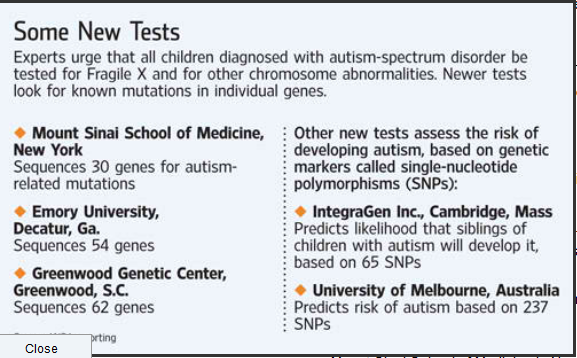 Some New Tests
Experts urge that all children diagnosed with autism-spectrum disorder be
tested for Fragile X and for other chromosome abnormalities. Newer tests
look for known mutations in individual genes.
◆ Mount Sinai School of Medicine,
New York
Sequences 30 genes for autism-
related mutations
◆ Emory University,
Decatur, Ga.
Sequences 54 genes
◆ Greenwood Genetic Center,
Greenwood, S.C.
Sequences 62 genes
Other new tests assess the risk of
developing autism, based on genetic
markers called single-nucleotide
polymorphisms (SNPs):
◆ IntegraGen Inc., Cambridge, Mass
Predicts likelihood that siblings of
children with autism will develop it,
based on 65 SNPs
◆ University of Melbourne, Australia
Predicts risk of autism based on 237
SNPs
Close